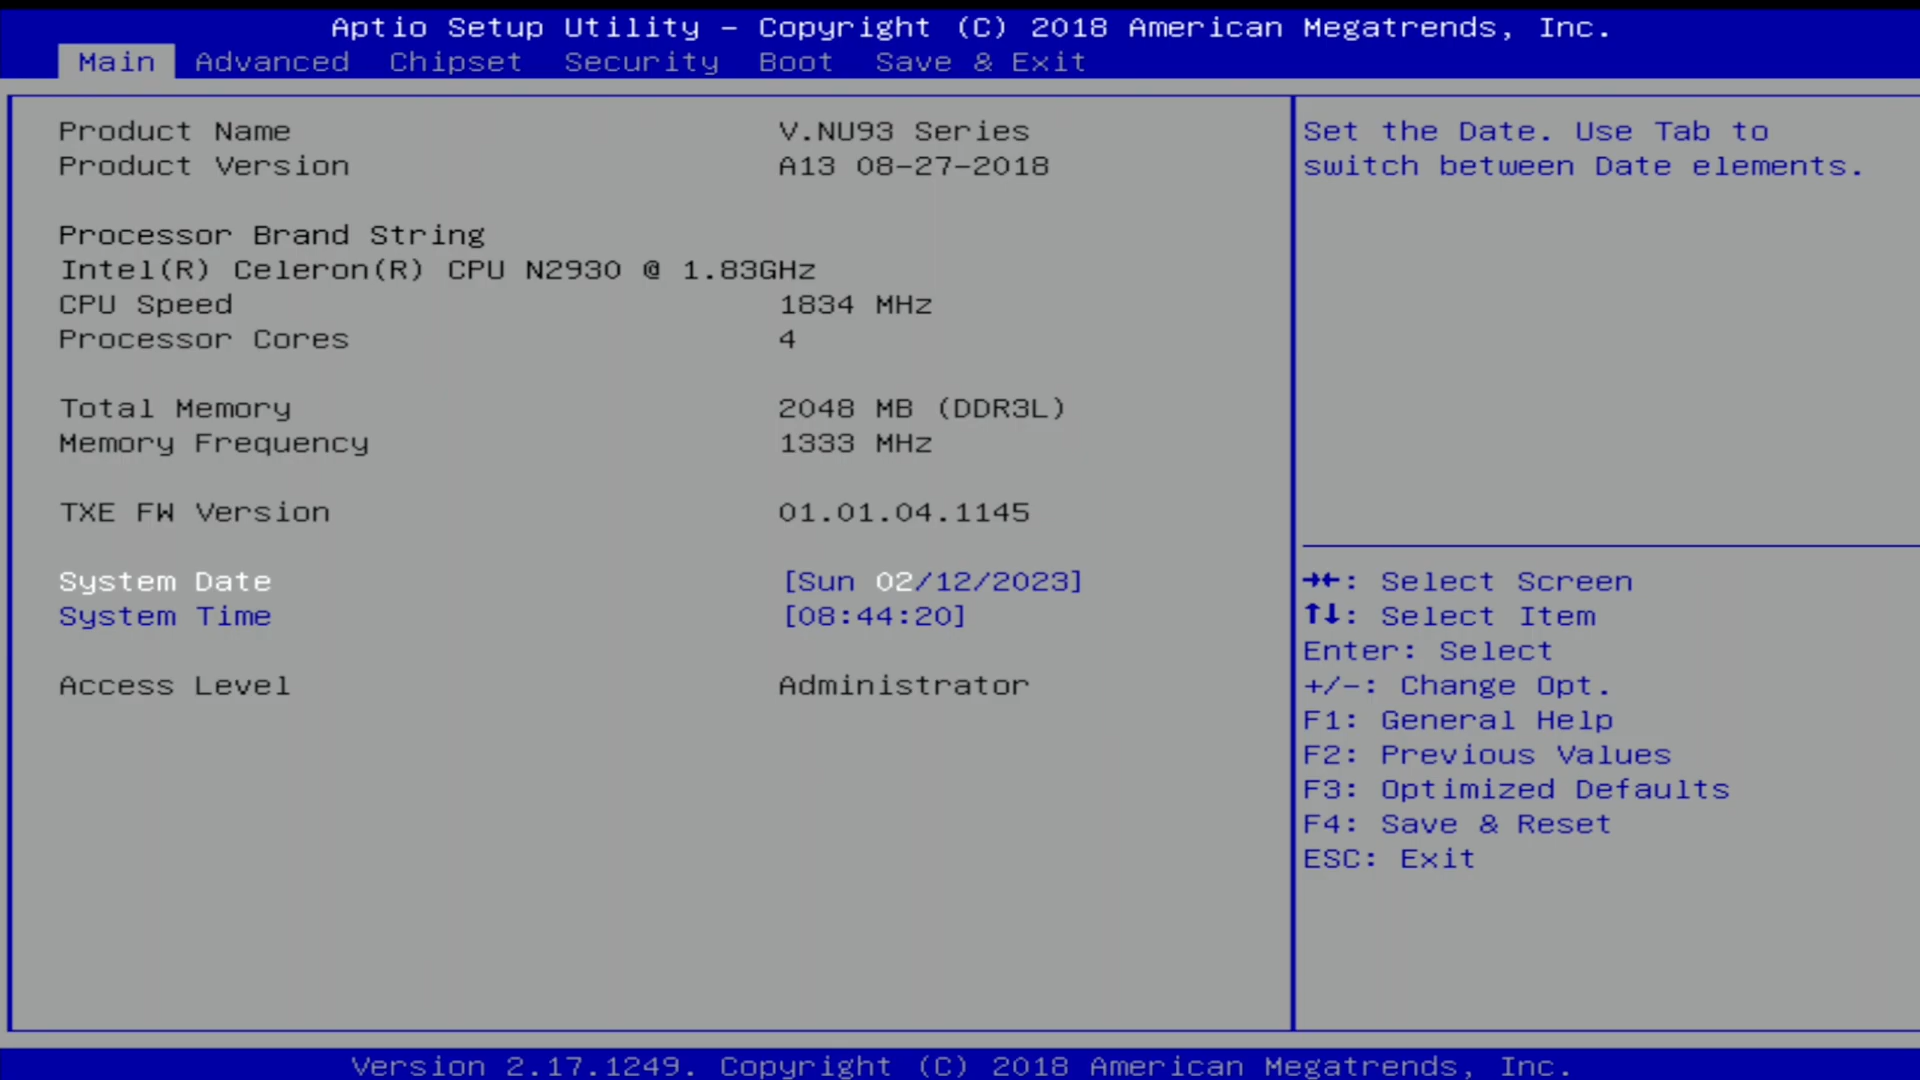 Aptio Setup Utility – Copyright (C) 2018 American Megatrends, Inc.
Main Advanced Chipset Security Boot Save & Exit
Product Name V.NU93 Series
Product Version A13 08-27-2018
Processor Brand String
Intel(R) Celeron(R) CPU N2930 @ 1.83GHz
CPU Speed 1834 MHz
Processor Cores 4
Total Memory 2048 MB (DDR3L)
Memory Frequency 1333 MHz
TXE FW Version 01.01.04.1145
System Date [Sun 02/12/2023]
System Time [08:44:20]
Access Level Administrator
Set the Date. Use Tab to
switch between Date elements.
→←: Select Screen
↑↓: Select Item
Enter: Select
+/-: Change Opt.
F1: General Help
F2: Previous Values
F3: Optimized Defaults
F4: Save & Reset
ESC: Exit
Version 2.17.1249. Copyright (C) 2018 American Megatrends, Inc.